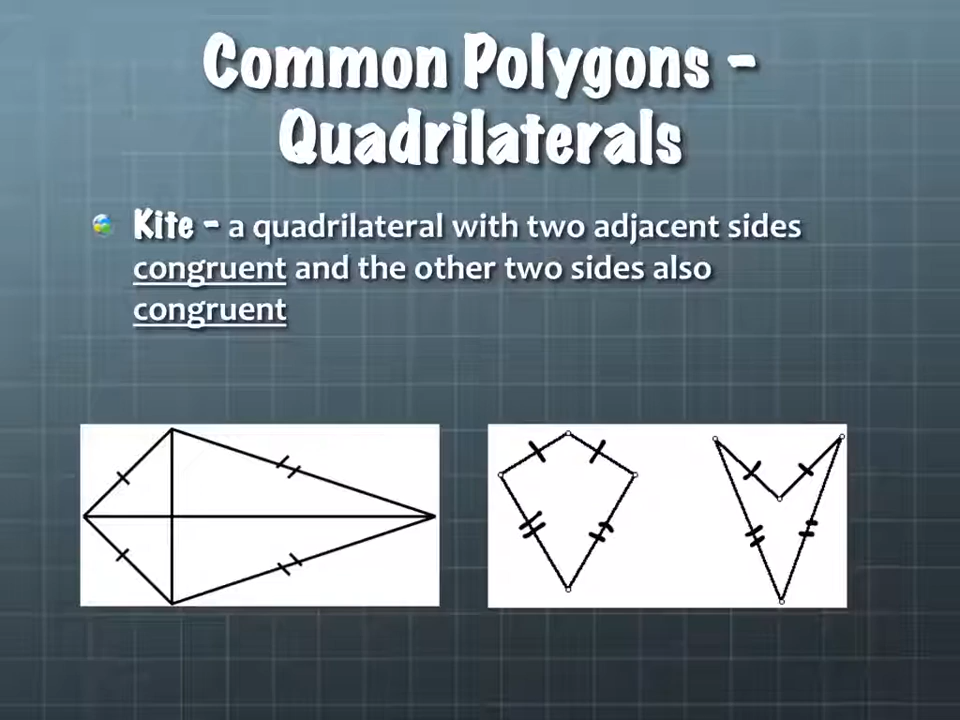 Common Polygons -
Quadrilaterals
Kite - a quadrilateral with two adjacent sides
congruent and the other two sides also
congruent